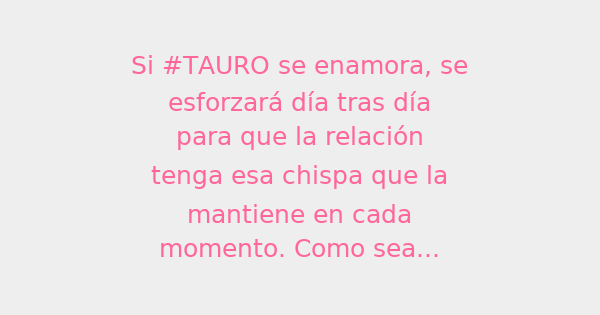 Si #TAURO se enamora, se
esforzará día tras día
para que la relación
tenga esa chispa que la
mantiene en cada
momento. Como sea...